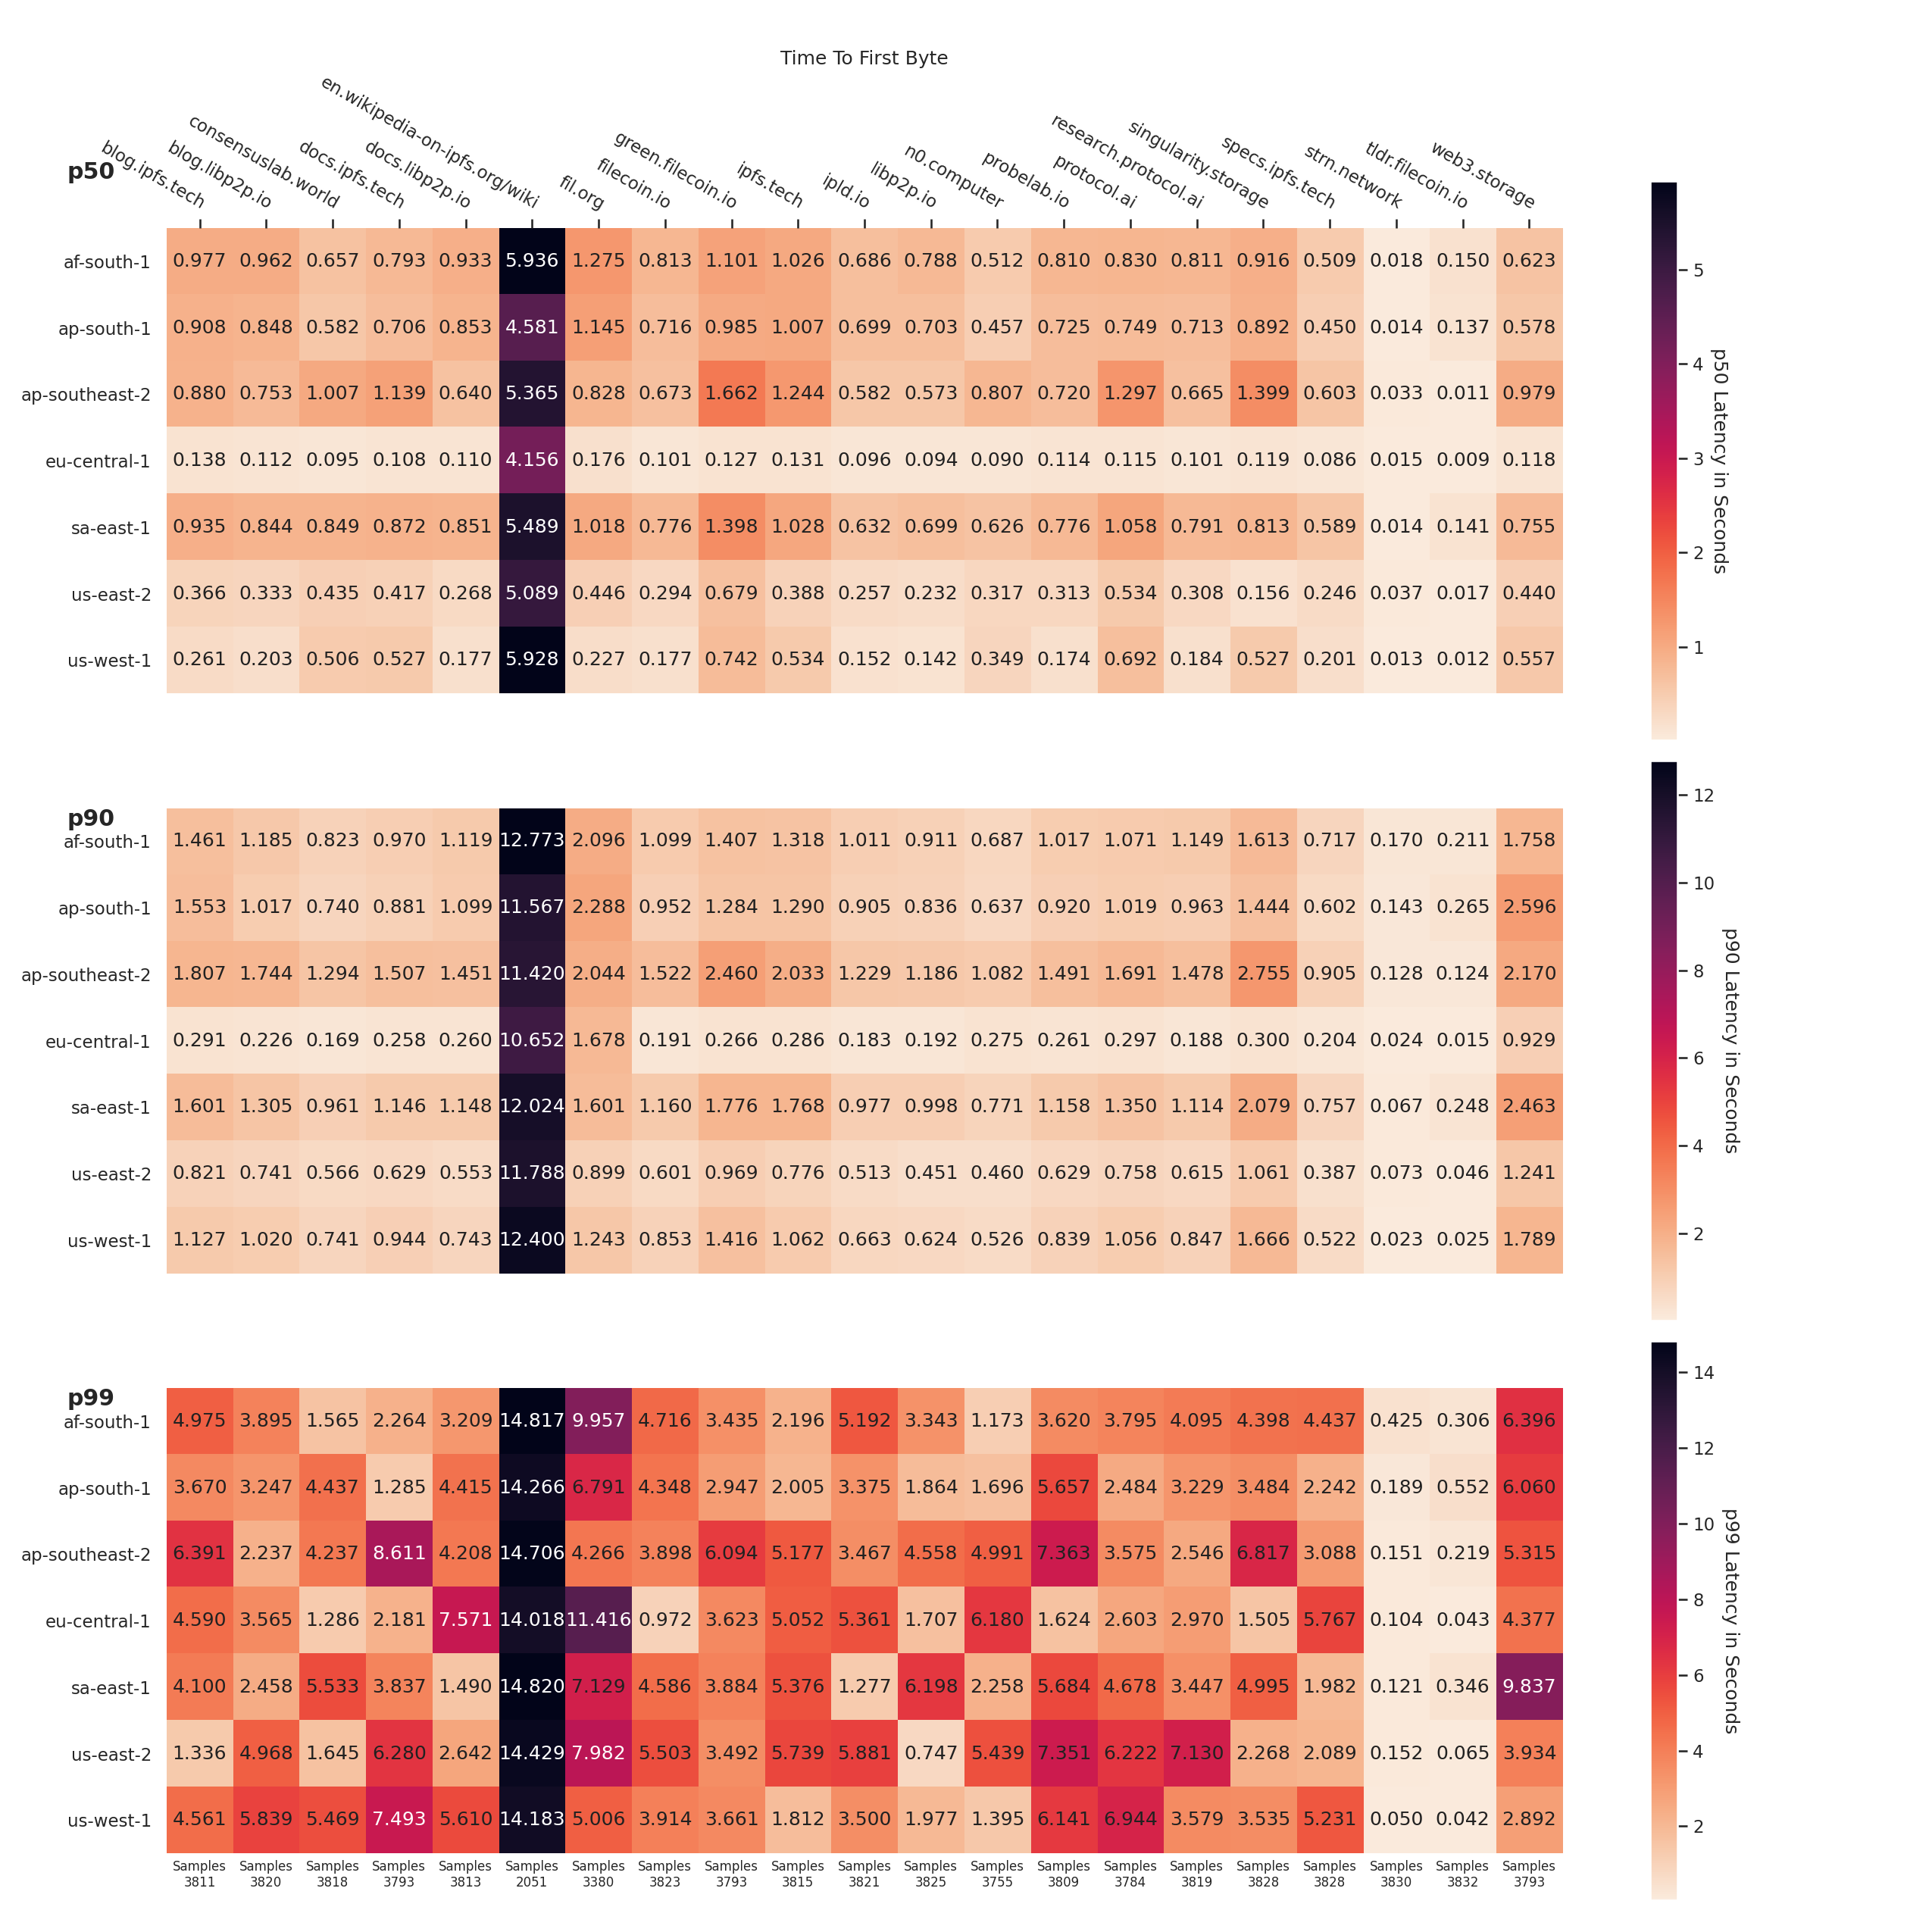 Time To First Byte
p50
blog.ipfs.tech
blog.libp2p.io
consensuslab.world
docs.ipfs.tech
docs.libp2p.io
en.wikipedia-on-ipfs.org/wiki
fil.org
filecoin.io
green.filecoin.io
ipfs.tech
ipld.io
libp2p.io
n0.computer
probelab.io
protocol.ai
research.protocol.ai
singularity.storage
specs.ipfs.tech
strn.network
tldr.filecoin.io
web3.storage
af-south-1 0.977 0.962 0.657 0.793 0.933 5.936 1.275 0.813 1.101 1.026 0.686 0.788 0.512 0.810 0.830 0.811 0.916 0.509 0.018 0.150 0.623
ap-south-1 0.908 0.848 0.582 0.706 0.853 4.581 1.145 0.716 0.985 1.007 0.699 0.703 0.457 0.725 0.749 0.713 0.892 0.450 0.014 0.137 0.578
ap-southeast-2 0.880 0.753 1.007 1.139 0.640 5.365 0.828 0.673 1.662 1.244 0.582 0.573 0.807 0.720 1.297 0.665 1.399 0.603 0.033 0.011 0.979
eu-central-1 0.138 0.112 0.095 0.108 0.110 4.156 0.176 0.101 0.127 0.131 0.096 0.094 0.090 0.114 0.115 0.101 0.119 0.086 0.015 0.009 0.118
sa-east-1 0.935 0.844 0.849 0.872 0.851 5.489 1.018 0.776 1.398 1.028 0.632 0.699 0.626 0.776 1.058 0.791 0.813 0.589 0.014 0.141 0.755
us-east-2 0.366 0.333 0.435 0.417 0.268 5.089 0.446 0.294 0.679 0.388 0.257 0.232 0.317 0.313 0.534 0.308 0.156 0.246 0.037 0.017 0.440
us-west-1 0.261 0.203 0.506 0.527 0.177 5.928 0.227 0.177 0.742 0.534 0.152 0.142 0.349 0.174 0.692 0.184 0.527 0.201 0.013 0.012 0.557
5
4
3
2
1
p50 Latency in Seconds
p90
af-south-1 1.461 1.185 0.823 0.970 1.119 12.773 2.096 1.099 1.407 1.318 1.011 0.911 0.687 1.017 1.071 1.149 1.613 0.717 0.170 0.211 1.758
ap-south-1 1.553 1.017 0.740 0.881 1.099 11.567 2.288 0.952 1.284 1.290 0.905 0.836 0.637 0.920 1.019 0.963 1.444 0.602 0.143 0.265 2.596
ap-southeast-2 1.807 1.744 1.294 1.507 1.451 11.420 2.044 1.522 2.460 2.033 1.229 1.186 1.082 1.491 1.691 1.478 2.755 0.905 0.128 0.124 2.170
eu-central-1 0.291 0.226 0.169 0.258 0.260 10.652 1.678 0.191 0.266 0.286 0.183 0.192 0.275 0.261 0.297 0.188 0.300 0.204 0.024 0.015 0.929
sa-east-1 1.601 1.305 0.961 1.146 1.148 12.024 1.601 1.160 1.776 1.768 0.977 0.998 0.771 1.158 1.350 1.114 2.079 0.757 0.067 0.248 2.463
us-east-2 0.821 0.741 0.566 0.629 0.553 11.788 0.899 0.601 0.969 0.776 0.513 0.451 0.460 0.629 0.758 0.615 1.061 0.387 0.073 0.046 1.241
us-west-1 1.127 1.020 0.741 0.944 0.743 12.400 1.243 0.853 1.416 1.062 0.663 0.624 0.526 0.839 1.056 0.847 1.666 0.522 0.023 0.025 1.789
12
10
8
6
4
2
p90 Latency in Seconds
p99
af-south-1 4.975 3.895 1.565 2.264 3.209 14.817 9.957 4.716 3.435 2.196 5.192 3.343 1.173 3.620 3.795 4.095 4.398 4.437 0.425 0.306 6.396
ap-south-1 3.670 3.247 4.437 1.285 4.415 14.266 6.791 4.348 2.947 2.005 3.375 1.864 1.696 5.657 2.484 3.229 3.484 2.242 0.189 0.552 6.060
ap-southeast-2 6.391 2.237 4.237 8.611 4.208 14.706 4.266 3.898 6.094 5.177 3.467 4.558 4.991 7.363 3.575 2.546 6.817 3.088 0.151 0.219 5.315
eu-central-1 4.590 3.565 1.286 2.181 7.571 14.018 11.416 0.972 3.623 5.052 5.361 1.707 6.180 1.624 2.603 2.970 1.505 5.767 0.104 0.043 4.377
sa-east-1 4.100 2.458 5.533 3.837 1.490 14.820 7.129 4.586 3.884 5.376 1.277 6.198 2.258 5.684 4.678 3.447 4.995 1.982 0.121 0.346 9.837
us-east-2 1.336 4.968 1.645 6.280 2.642 14.429 7.982 5.503 3.492 5.739 5.881 0.747 5.439 7.351 6.222 7.130 2.268 2.089 0.152 0.065 3.934
us-west-1 4.561 5.839 5.469 7.493 5.610 14.183 5.006 3.914 3.661 1.812 3.500 1.977 1.395 6.141 6.944 3.579 3.535 5.231 0.050 0.042 2.892
Samples Samples Samples Samples Samples Samples Samples Samples Samples Samples Samples Samples Samples Samples Samples Samples Samples Samples Samples Samples Samples
3811 3820 3818 3793 3813 2051 3380 3823 3793 3815 3821 3825 3755 3809 3784 3819 3828 3828 3830 3832 3793
14
12
10
8
6
4
2
p99 Latency in Seconds